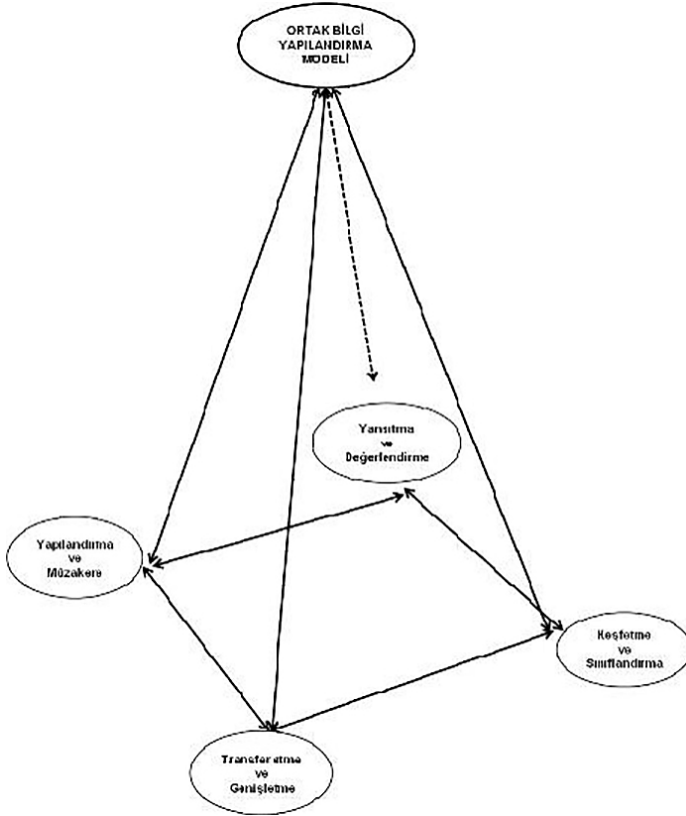 ORTAK BİLGİ
YAPILANDIRMA
MODELİ
Yansıtma
ve
Değerlendirme
Yapılandırma
ve
Müzakere
Keşfetme
ve
Sınıflandırma
Transfer etme
ve
Genişletme